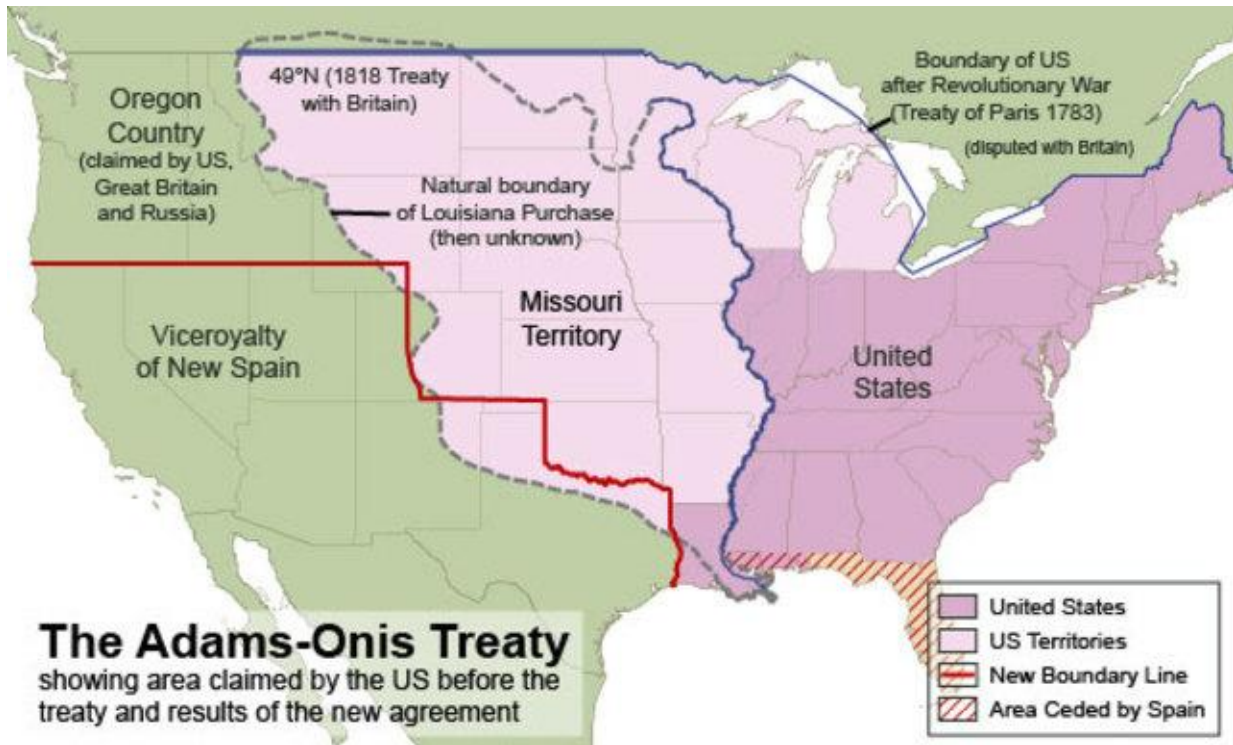 49°N (1818 Treaty
with Britain)
Oregon
Country
(claimed by US,
Great Britain
and Russia)
Boundary of US
after Revolutionary War
(Treaty of Paris 1783)
(disputed with Britain)
Natural boundary
of Louisiana Purchase
(then unknown)
Missouri
Territory
Viceroyalty
of New Spain
United
States
The Adams-Onis Treaty
showing area claimed by the US before the
treaty and results of the new agreement
United States
US Territories
New Boundary Line
Area Ceded by Spain